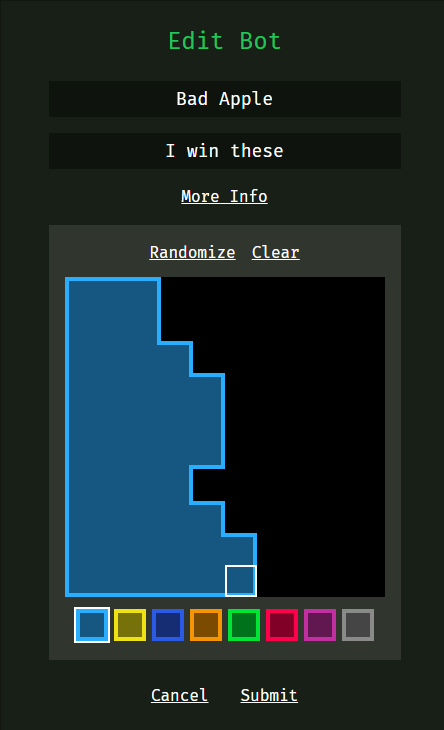 Edit Bot
Bad Apple
I win these
More Info
Randomize Clear
Cancel Submit